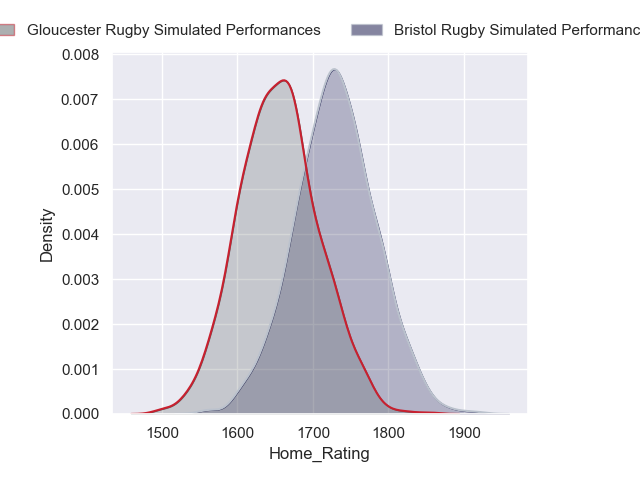 Gloucester Rugby Simulated Performances
Bristol Rugby Simulated Performanc
0.008
0.007
0.006
0.005
0.004
0.003
0.002
0.001
0.000
Density
1500 1600 1700 1800 1900
Home_Rating